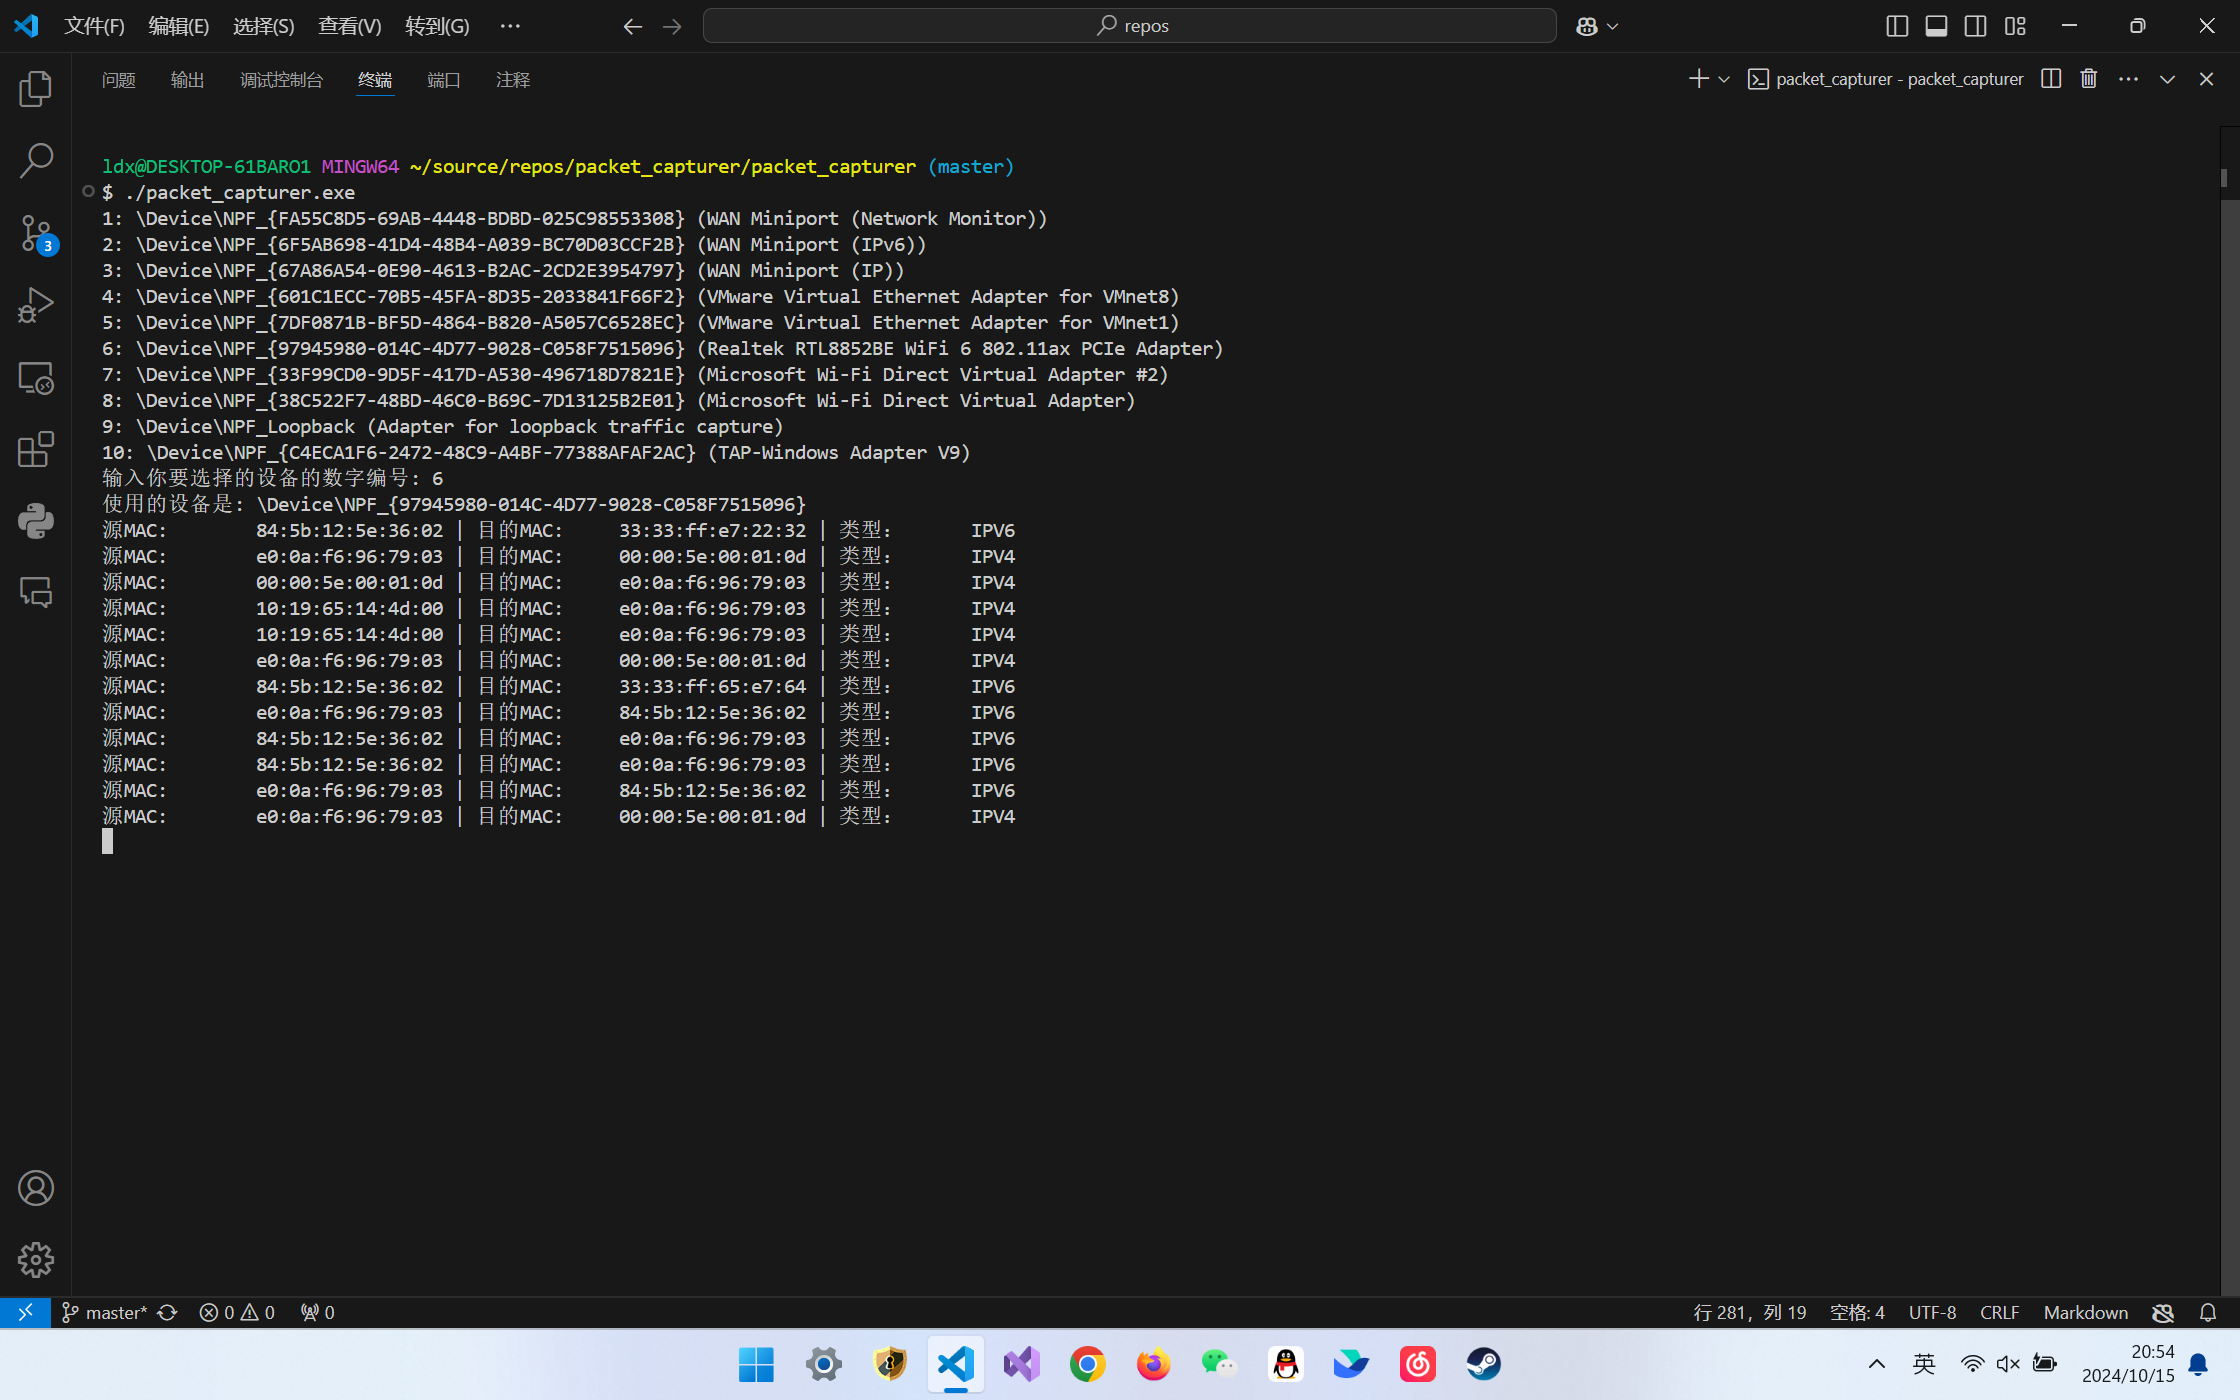 文件(F) 编辑(E) 选择(S) 查看(V) 转到(G) ··· repos
问题 输出 调试控制台 终端 端口 注释 packet_capturer - packet_capturer
ldx@DESKTOP-61BARO1 MINGW64 ~/source/repos/packet_capturer/packet_capturer (master)
$ ./packet_capturer.exe
1: \Device\NPF_{FA55C8D5-69AB-4448-BDBD-025C98553308} (WAN Miniport (Network Monitor))
2: \Device\NPF_{6F5AB698-41D4-48B4-A039-BC70D03CCF2B} (WAN Miniport (IPv6))
3: \Device\NPF_{67A86A54-0E90-4613-B2AC-2CD2E3954797} (WAN Miniport (IP))
4: \Device\NPF_{601C1ECC-70B5-45FA-8D35-2033841F66F2} (VMware Virtual Ethernet Adapter for VMnet8)
5: \Device\NPF_{7DF0871B-BF5D-4864-B820-A5057C6528EC} (VMware Virtual Ethernet Adapter for VMnet1)
6: \Device\NPF_{97945980-014C-4D77-9028-C058F7515096} (Realtek RTL8852BE WiFi 6 802.11ax PCIe Adapter)
7: \Device\NPF_{33F99CD0-9D5F-417D-A530-496718D7821E} (Microsoft Wi-Fi Direct Virtual Adapter #2)
8: \Device\NPF_{38C522F7-48BD-46C0-B69C-7D13125B2E01} (Microsoft Wi-Fi Direct Virtual Adapter)
9: \Device\NPF_Loopback (Adapter for loopback traffic capture)
10: \Device\NPF_{C4ECA1F6-2472-48C9-A4BF-77388AFAF2AC} (TAP-Windows Adapter V9)
输入你要选择的设备的数字编号: 6
使用的设备是: \Device\NPF_{97945980-014C-4D77-9028-C058F7515096}
源MAC: 84:5b:12:5e:36:02 | 目的MAC: 33:33:ff:e7:22:32 | 类型: IPV6
源MAC: e0:0a:f6:96:79:03 | 目的MAC: 00:00:5e:00:01:0d | 类型: IPV4
源MAC: 00:00:5e:00:01:0d | 目的MAC: e0:0a:f6:96:79:03 | 类型: IPV4
源MAC: 10:19:65:14:4d:00 | 目的MAC: e0:0a:f6:96:79:03 | 类型: IPV4
源MAC: 10:19:65:14:4d:00 | 目的MAC: e0:0a:f6:96:79:03 | 类型: IPV4
源MAC: e0:0a:f6:96:79:03 | 目的MAC: 00:00:5e:00:01:0d | 类型: IPV4
源MAC: 84:5b:12:5e:36:02 | 目的MAC: 33:33:ff:65:e7:64 | 类型: IPV6
源MAC: e0:0a:f6:96:79:03 | 目的MAC: 84:5b:12:5e:36:02 | 类型: IPV6
源MAC: 84:5b:12:5e:36:02 | 目的MAC: e0:0a:f6:96:79:03 | 类型: IPV6
源MAC: 84:5b:12:5e:36:02 | 目的MAC: e0:0a:f6:96:79:03 | 类型: IPV6
源MAC: e0:0a:f6:96:79:03 | 目的MAC: 84:5b:12:5e:36:02 | 类型: IPV6
源MAC: e0:0a:f6:96:79:03 | 目的MAC: 00:00:5e:00:01:0d | 类型: IPV4
3
master* 0 0 0 行 281，列 19 空格: 4 UTF-8 CRLF Markdown
英 20:54
2024/10/15